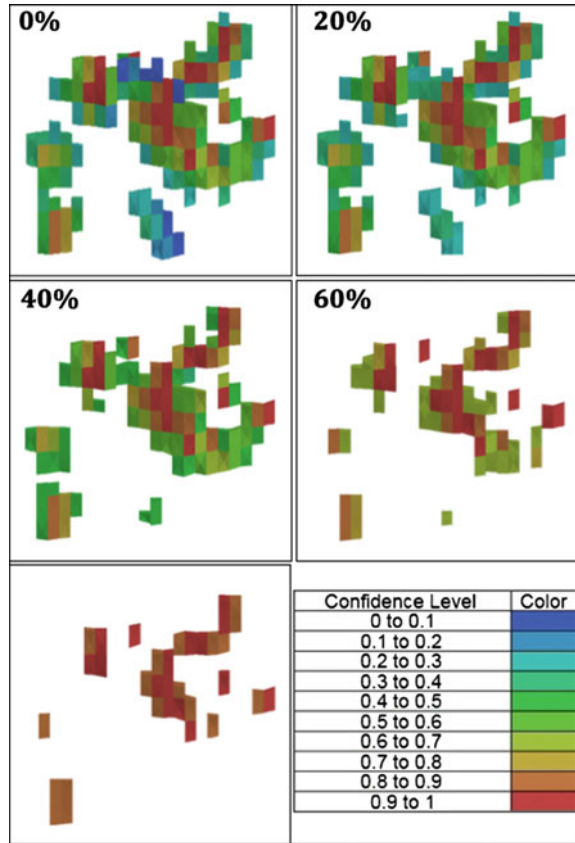 0%
20%
40%
60%
Confidence Level Color
0 to 0.1
0.1 to 0.2
0.2 to 0.3
0.3 to 0.4
0.4 to 0.5
0.5 to 0.6
0.6 to 0.7
0.7 to 0.8
0.8 to 0.9
0.9 to 1